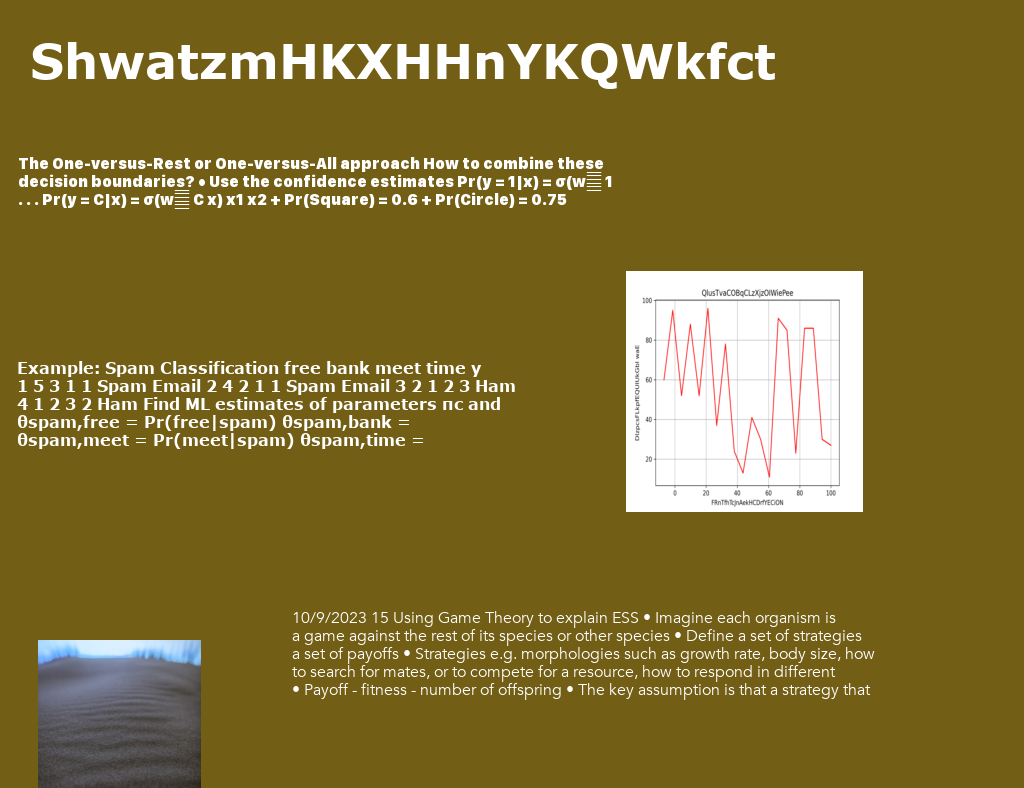 ShwatzmHKXHHnYKQWkfct
The One-versus-Rest or One-versus-All approach How to combine these
decision boundaries? • Use the confidence estimates Pr(y = 1|x) = σ(w 1
. . . Pr(y = C|x) = σ(w C x) x1 x2 + Pr(Square) = 0.6 + Pr(Circle) = 0.75
QlusTvaCOBqCLzXjzOlWiePee
100
80
60
40
20
0 20 40 60 80 100
Example: Spam Classification free bank meet time y
1 5 3 1 1 Spam Email 2 4 2 1 1 Spam Email 3 2 1 2 3 Ham
4 1 2 3 2 Ham Find ML estimates of parameters πc and
θspam,free = Pr(free|spam) θspam,bank =
θspam,meet = Pr(meet|spam) θspam,time =
10/9/2023 15 Using Game Theory to explain ESS • Imagine each organism is
a game against the rest of its species or other species • Define a set of strategies
a set of payoffs • Strategies e.g. morphologies such as growth rate, body size, how
to search for mates, or to compete for a resource, how to respond in different
• Payoff - fitness - number of offspring • The key assumption is that a strategy that